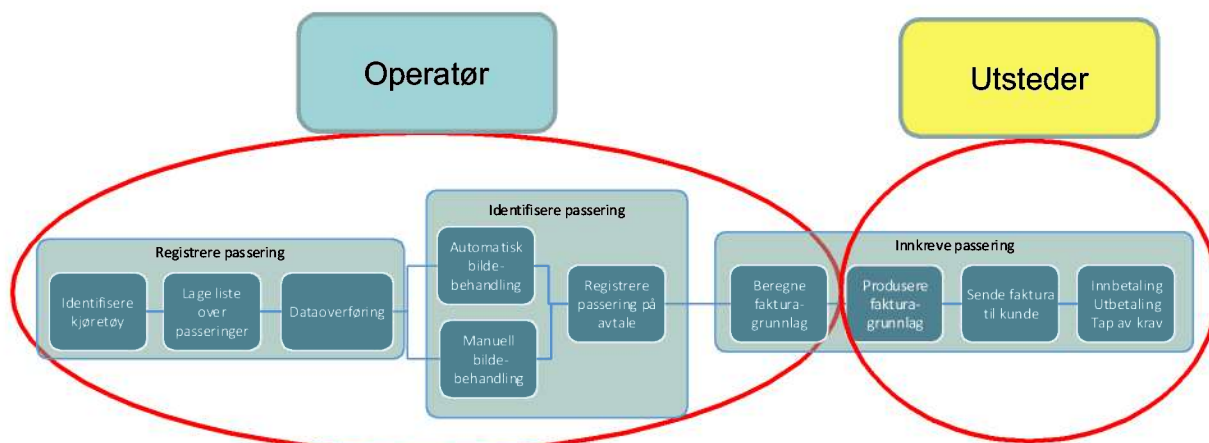 Operatør
Utsteder
Registrere passering
Identifisere
kjøretøy
Lage liste
over
passeringer
Dataoverføring
Identifisere passering
Automatisk
bilde-
behandling
Manuell
bilde-
behandling
Registrere
passering på
avtale
Innkreve passering
Beregne
faktura-
grunnlag
Produsere
faktura-
grunnlag
Sende faktura
til kunde
Innbetaling
Utbetaling
Tap av krav